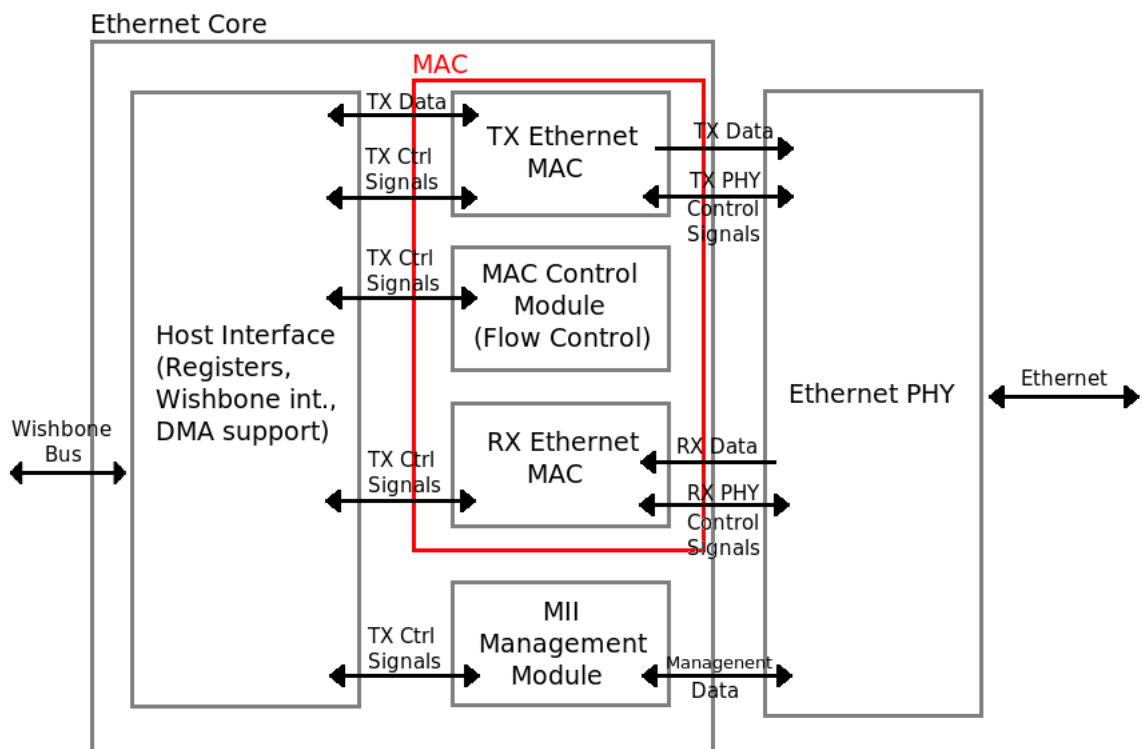 Ethernet Core
MAC
TX Data
TX Ethernet
MAC
TX Data
TX Ctrl
Signals
TX PHY
Control
Signals
TX Ctrl
Signals
MAC Control
Module
(Flow Control)
Host Interface
(Registers,
Wishbone int.,
DMA support)
Ethernet PHY
Ethernet
Wishbone
Bus
TX Ctrl
Signals
RX Ethernet
MAC
RX Data
RX PHY
Control
Signals
TX Ctrl
Signals
MII
Management
Module
Managenent
Data